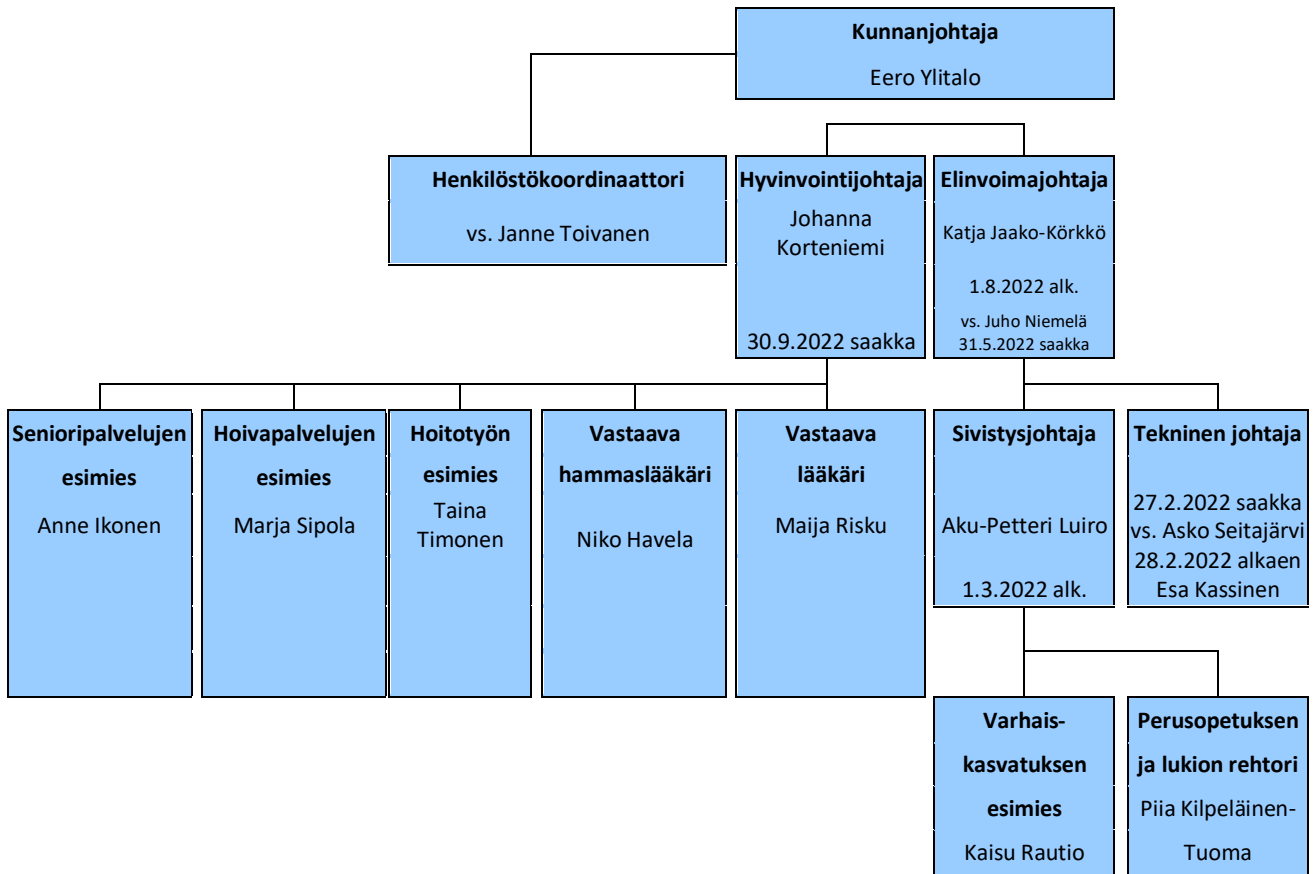 Kunnanjohtaja
Eero Ylitalo
Henkilöstökoordinaattori
vs. Janne Toivanen
Hyvinvointijohtaja
Johanna
Korteniemi
30.9.2022 saakka
Elinvoimajohtaja
Katja Jaako-Körkkö
1.8.2022 alk.
vs. Juho Niemelä
31.5.2022 saakka
Senioripalvelujen
esimies
Anne Ikonen
Hoivapalvelujen
esimies
Marja Sipola
Hoitotyön
esimies
Taina
Timonen
Vastaava
hammaslääkäri
Niko Havela
Vastaava
lääkäri
Maija Risku
Sivistysjohtaja
Aku-Petteri Luiro
1.3.2022 alk.
Tekninen johtaja
27.2.2022 saakka
vs. Asko Seitajärvi
28.2.2022 alkaen
Esa Kassinen
Varhais-
kasvatuksen
esimies
Kaisu Rautio
Perusopetuksen
ja lukion rehtori
Piia Kilpeläinen-
Tuoma